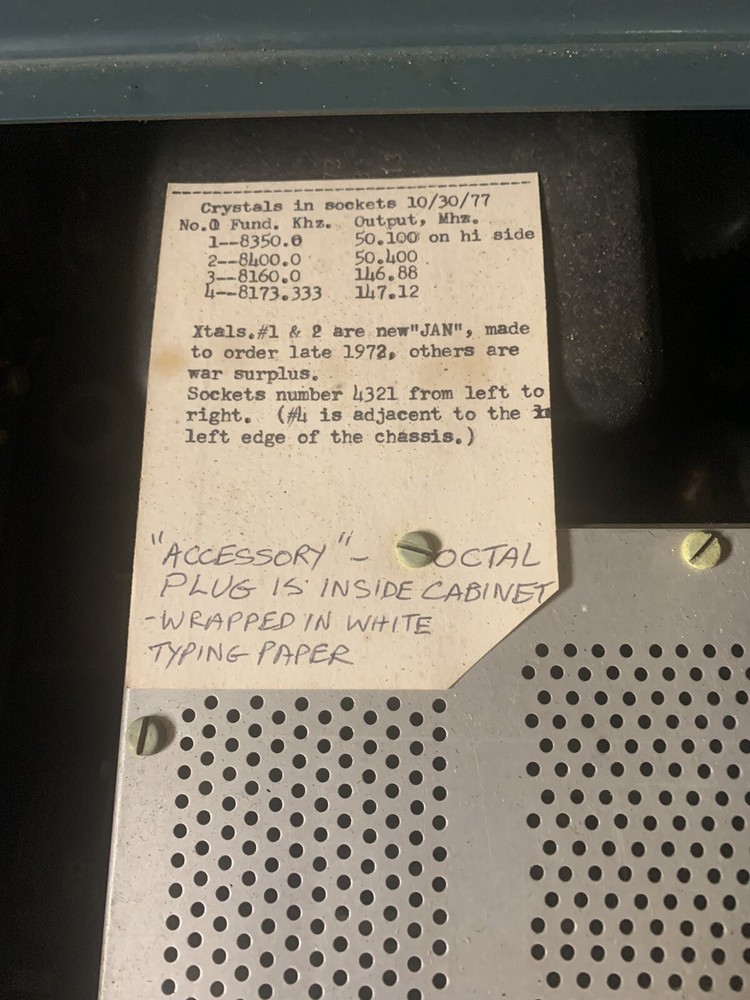 Crystals in sockets 10/30/77
No. Fund. Khz. Output, Mhz.
1--8350.0 50.100 on hi side
2--8400.0 50.400
3--8160.0 146.88
4--8173.333 147.12
Xtals.#1 & 2 are new"JAN", made
to order late 1972, others are
war surplus.
Sockets number 4321 from left to
right. (#4 is adjacent to the
left edge of the chassis.)
"ACCESSORY"- OCTAL
PLUG IS INSIDE CABINET
-WRAPPED IN WHITE
TYPING PAPER